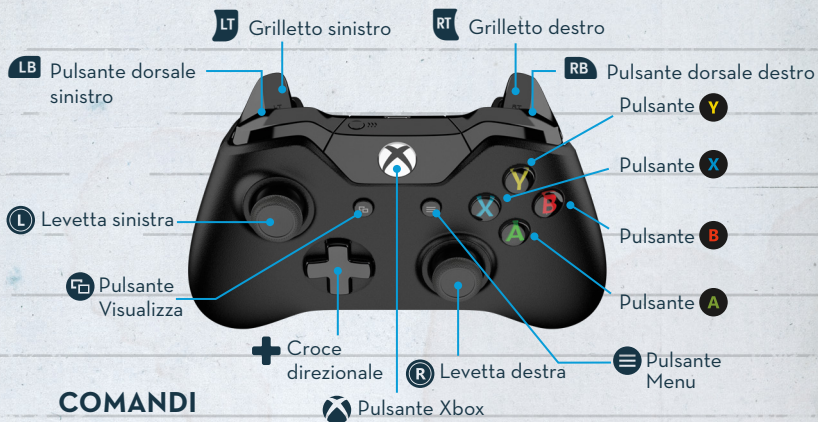 LT Grilletto sinistro
RT Grilletto destro
LB Pulsante dorsale
sinistro
RB Pulsante dorsale destro
Pulsante Y
Pulsante X
Y
X
B
A
L Levetta sinistra
Pulsante B
Pulsante
Visualizza
Pulsante A
Croce
direzionale
R Levetta destra
Pulsante
Menu
COMANDI
Pulsante Xbox